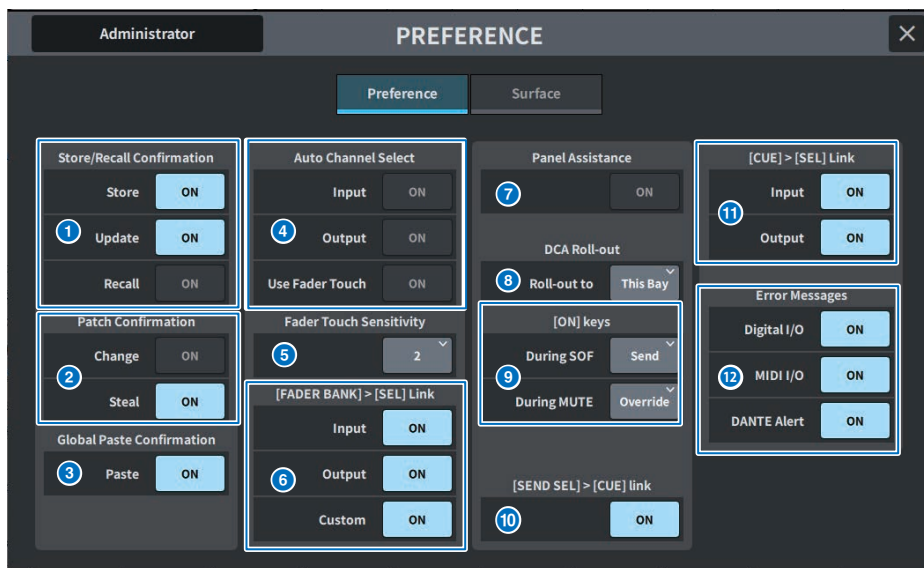 Administrator
PREFERENCE
Preference
Surface
Store/Recall Confirmation
Store ON
1
Update ON
Recall ON
Patch Confirmation
Change ON
2
Steal ON
Global Paste Confirmation
3 Paste ON
Auto Channel Select
Input ON
4 Output ON
Use Fader Touch ON
Fader Touch Sensitivity
5 2
[FADER BANK] > [SEL] Link
Input ON
6 Output ON
Custom ON
Panel Assistance
7 ON
DCA Roll-out
8 Roll-out to This Bay
[ON] keys
During SOF Send
9
During MUTE Override
[SEND SEL] > [CUE] link
10 ON
[CUE] > [SEL] Link
Input ON
11
Output ON
Error Messages
Digital I/O ON
12 MIDI I/O ON
DANTE Alert ON